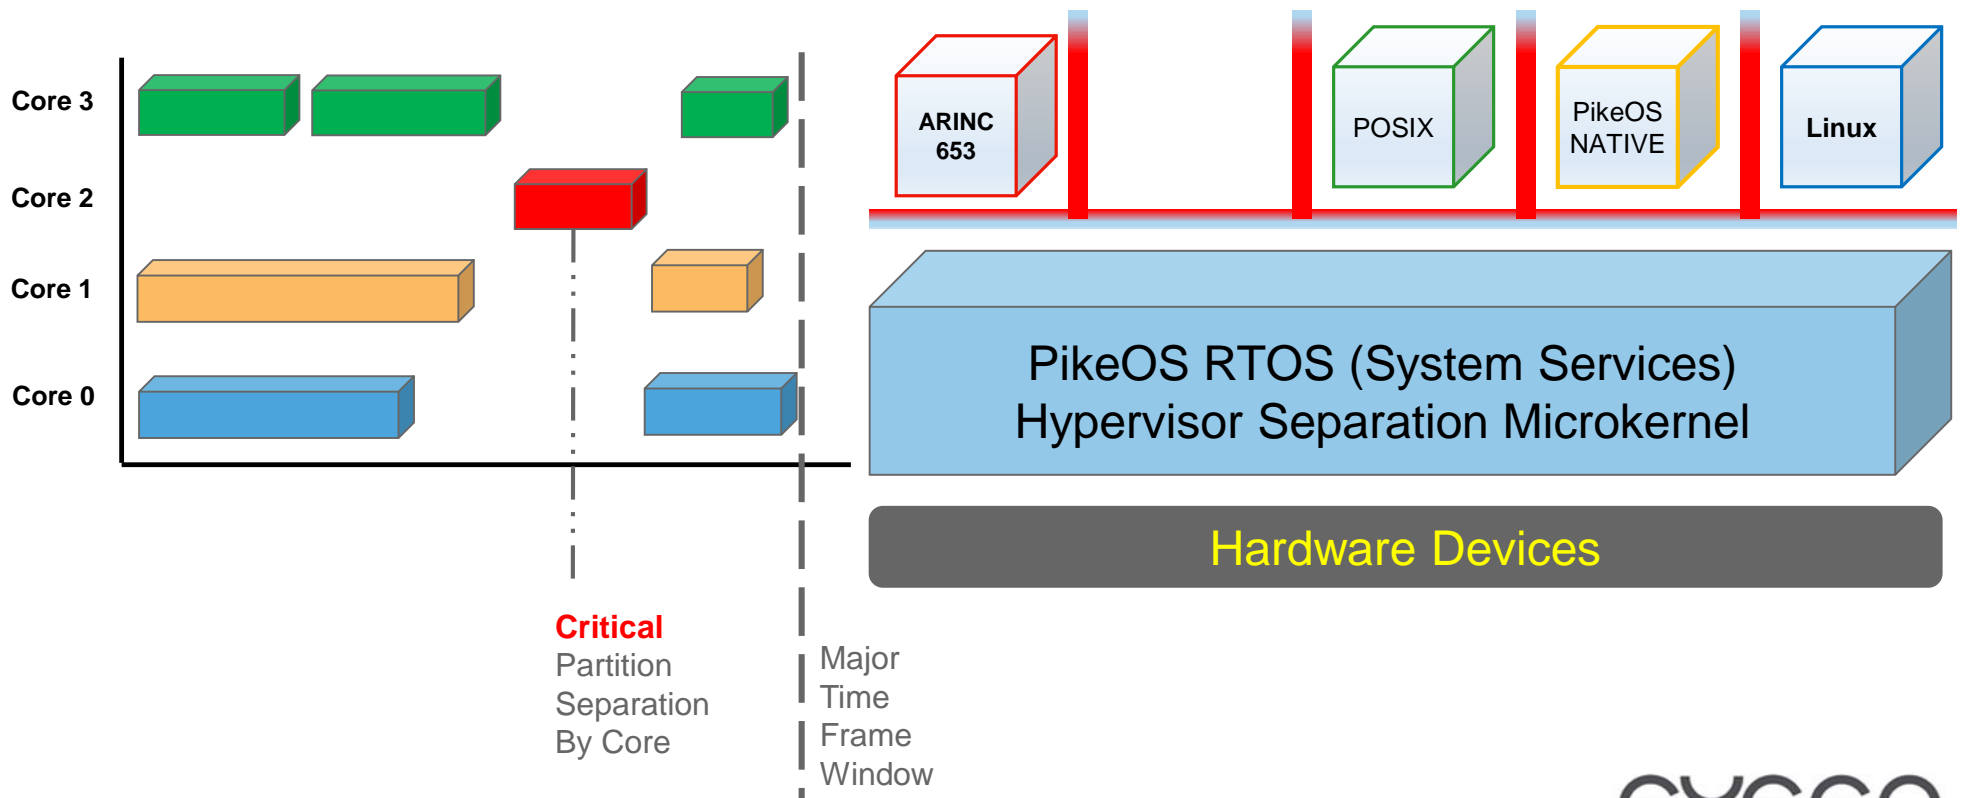 Core 3
Core 2
Core 1
Core 0
Critical
Partition
Separation
By Core
Major
Time
Frame
Window
ARINC
653
POSIX
PikeOS
NATIVE
Linux
PikeOS RTOS (System Services)
Hypervisor Separation Microkernel
Hardware Devices